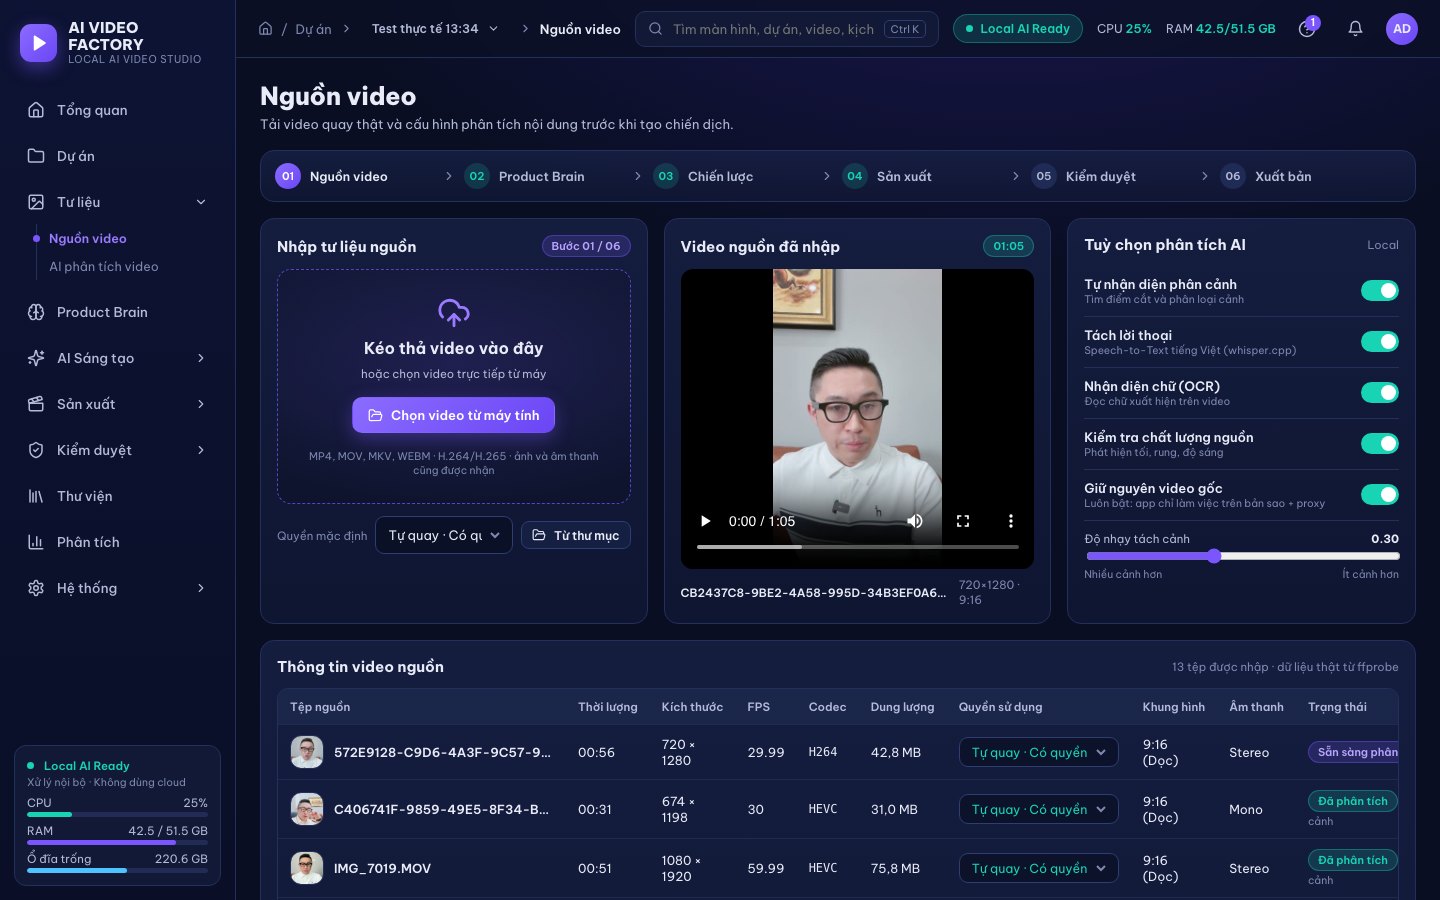 AI VIDEO
FACTORY
LOCAL AI VIDEO STUDIO
Tổng quan
Dự án
Tư liệu
Nguồn video
AI phân tích video
Product Brain
AI Sáng tạo
Sản xuất
Kiểm duyệt
Thư viện
Phân tích
Hệ thống
Local AI Ready
Xử lý nội bộ · Không dùng cloud
CPU 25%
RAM 42.5 / 51.5 GB
Ổ đĩa trống 220.6 GB
/ Dự án > Test thực tế 13:34 > Nguồn video
Tìm màn hình, dự án, video, kịch Ctrl K
Local AI Ready
CPU 25% RAM 42.5/51.5 GB
1
AD
Nguồn video
Tải video quay thật và cấu hình phân tích nội dung trước khi tạo chiến dịch.
01 Nguồn video > 02 Product Brain > 03 Chiến lược > 04 Sản xuất > 05 Kiểm duyệt > 06 Xuất bản
Nhập tư liệu nguồn Bước 01 / 06
Kéo thả video vào đây
hoặc chọn video trực tiếp từ máy
Chọn video từ máy tính
MP4, MOV, MKV, WEBM · H.264/H.265 · ảnh và âm thanh
cũng được nhận
Quyền mặc định Tự quay · Có qu Từ thư mục
Video nguồn đã nhập 01:05
0:00 / 1:05
CB2437C8-9BE2-4A58-995D-34B3EF0A6... 720×1280 ·
9:16
Tuỳ chọn phân tích AI Local
Tự nhận diện phân cảnh
Tìm điểm cắt và phân loại cảnh
Tách lời thoại
Speech-to-Text tiếng Việt (whisper.cpp)
Nhận diện chữ (OCR)
Đọc chữ xuất hiện trên video
Kiểm tra chất lượng nguồn
Phát hiện tối, rung, độ sáng
Giữ nguyên video gốc
Luôn bật: app chỉ làm việc trên bản sao + proxy
Độ nhạy tách cảnh 0.30
Nhiều cảnh hơn Ít cảnh hơn
Thông tin video nguồn 13 tệp được nhập · dữ liệu thật từ ffprobe
Tệp nguồn Thời lượng Kích thước FPS Codec Dung lượng Quyền sử dụng Khung hình Âm thanh Trạng thái
572E9128-C9D6-4A3F-9C57-9... 00:56 720 × 1280 29.99 H264 42,8 MB Tự quay · Có quyền 9:16 (Dọc) Stereo Sẵn sàng phân
C406741F-9859-49E5-8F34-B... 00:31 674 × 1198 30 HEVC 31,0 MB Tự quay · Có quyền 9:16 (Dọc) Mono Đã phân tích cảnh
IMG_7019.MOV 00:51 1080 × 1920 59.99 HEVC 75,8 MB Tự quay · Có quyền 9:16 (Dọc) Stereo Đã phân tích cảnh